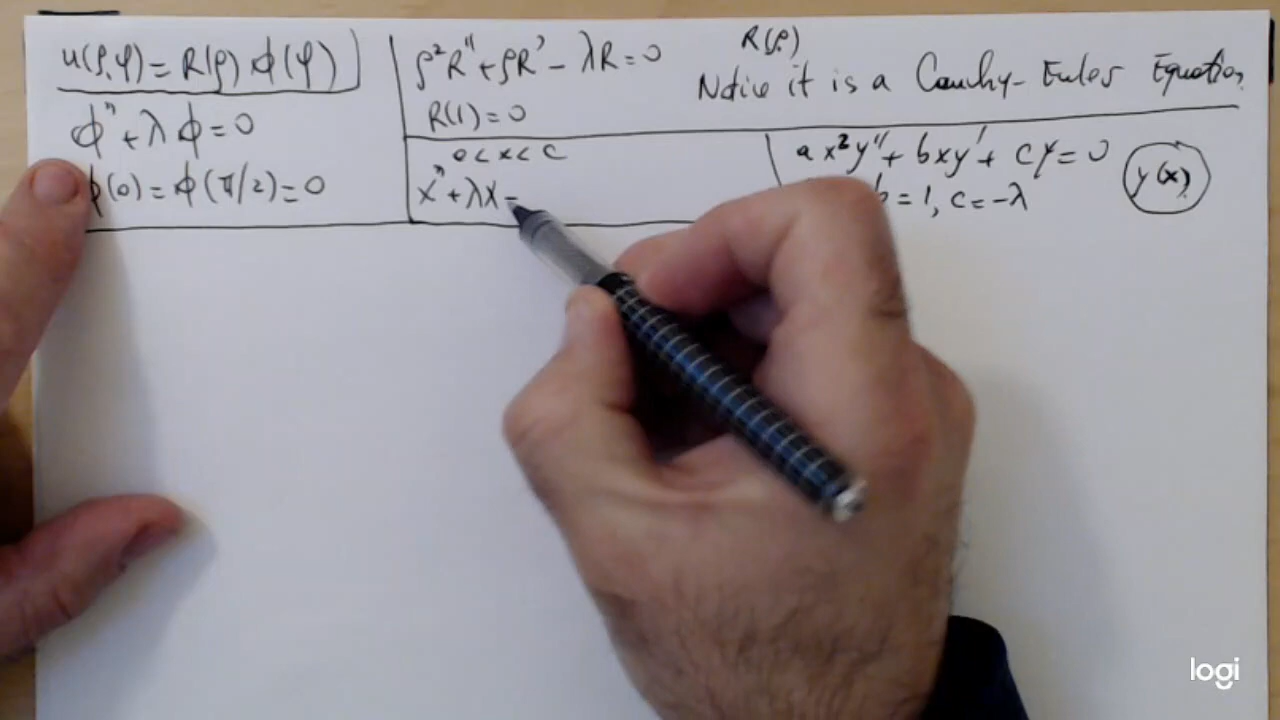 u(ρ,φ) = R(ρ) ϕ(φ)
ϕ'' + λ ϕ = 0
ϕ(0) = ϕ(π/2) = 0
ρ²R'' + ρR' - λR = 0
R(1) = 0
R(ρ)
Notice it is a Cauchy-Euler Equation
0 < x < c
X'' + λX =
ax²y'' + bxy' + cy = 0
b = 1, c = -λ
y(x)
logi